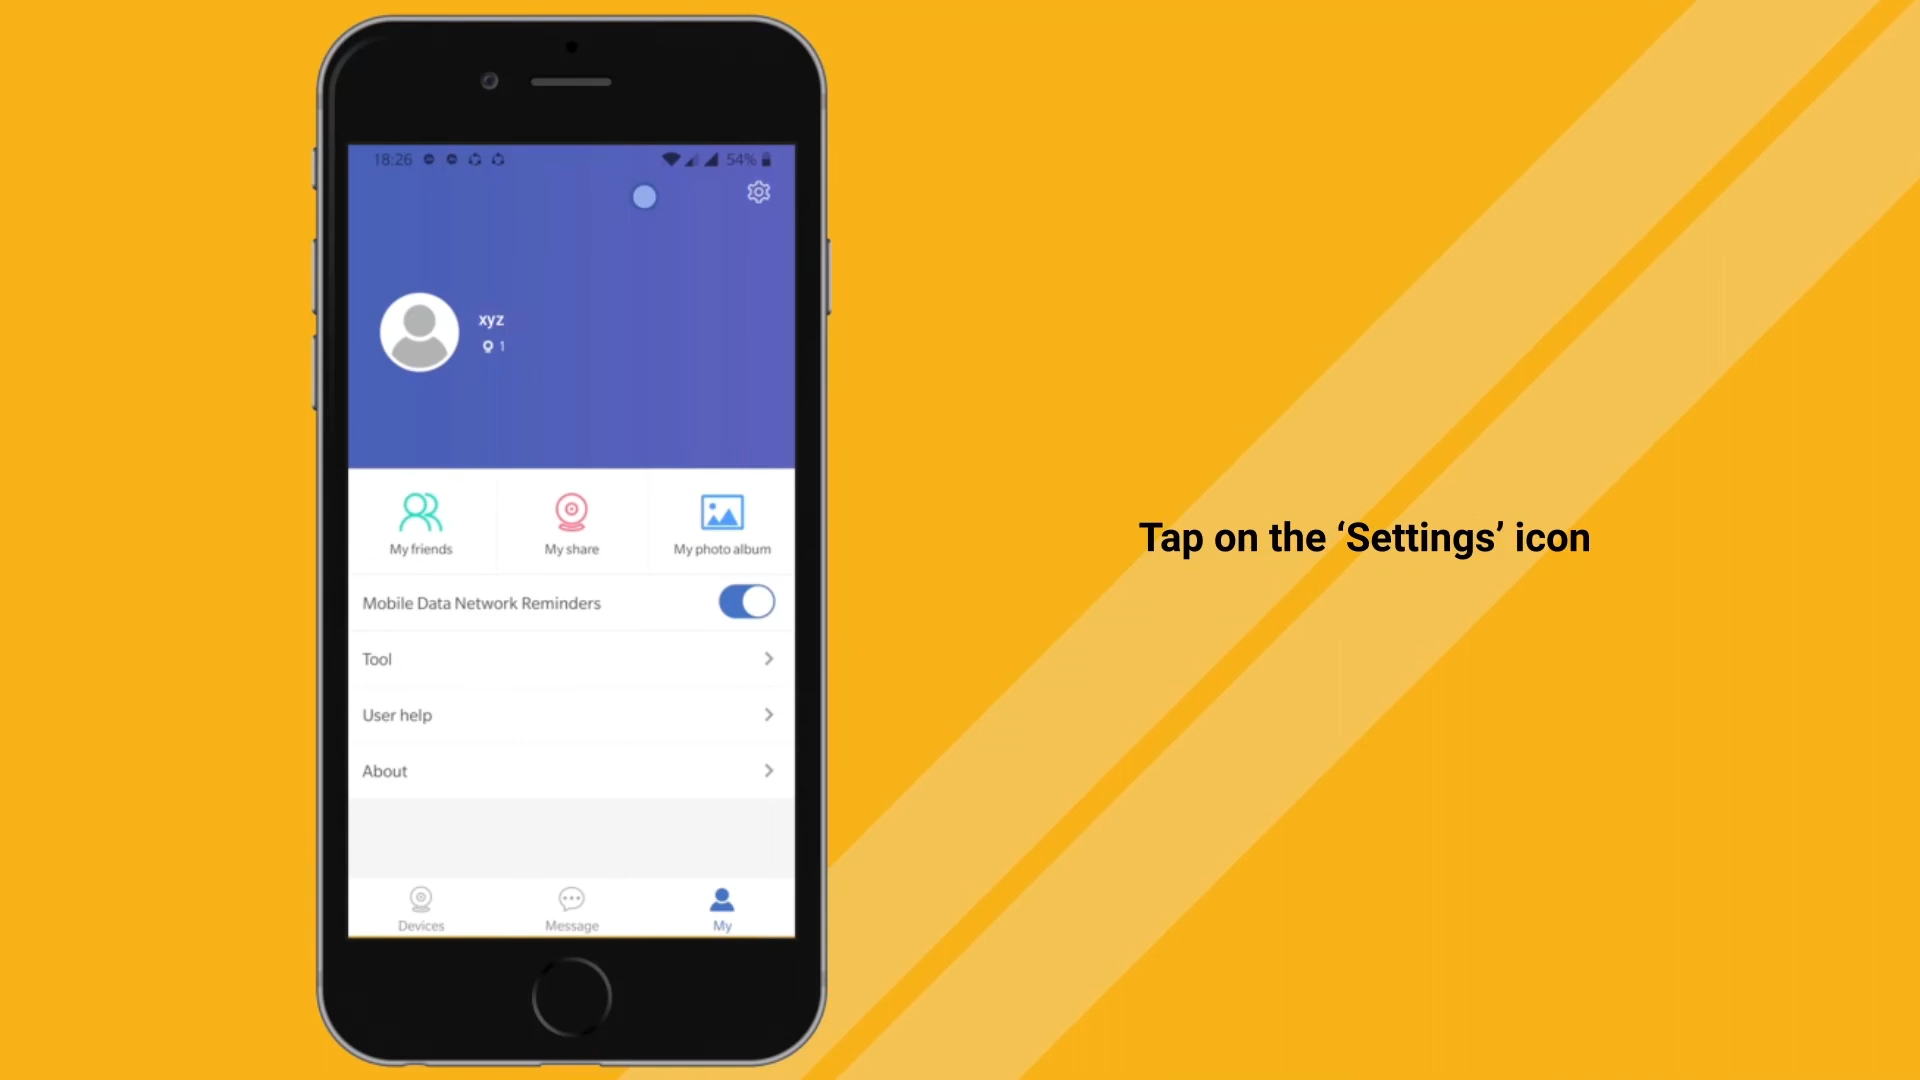 18:26 54%
xyz
1
My friends My share My photo album
Mobile Data Network Reminders
Tool
User help
About
Devices Message My
Tap on the ‘Settings’ icon